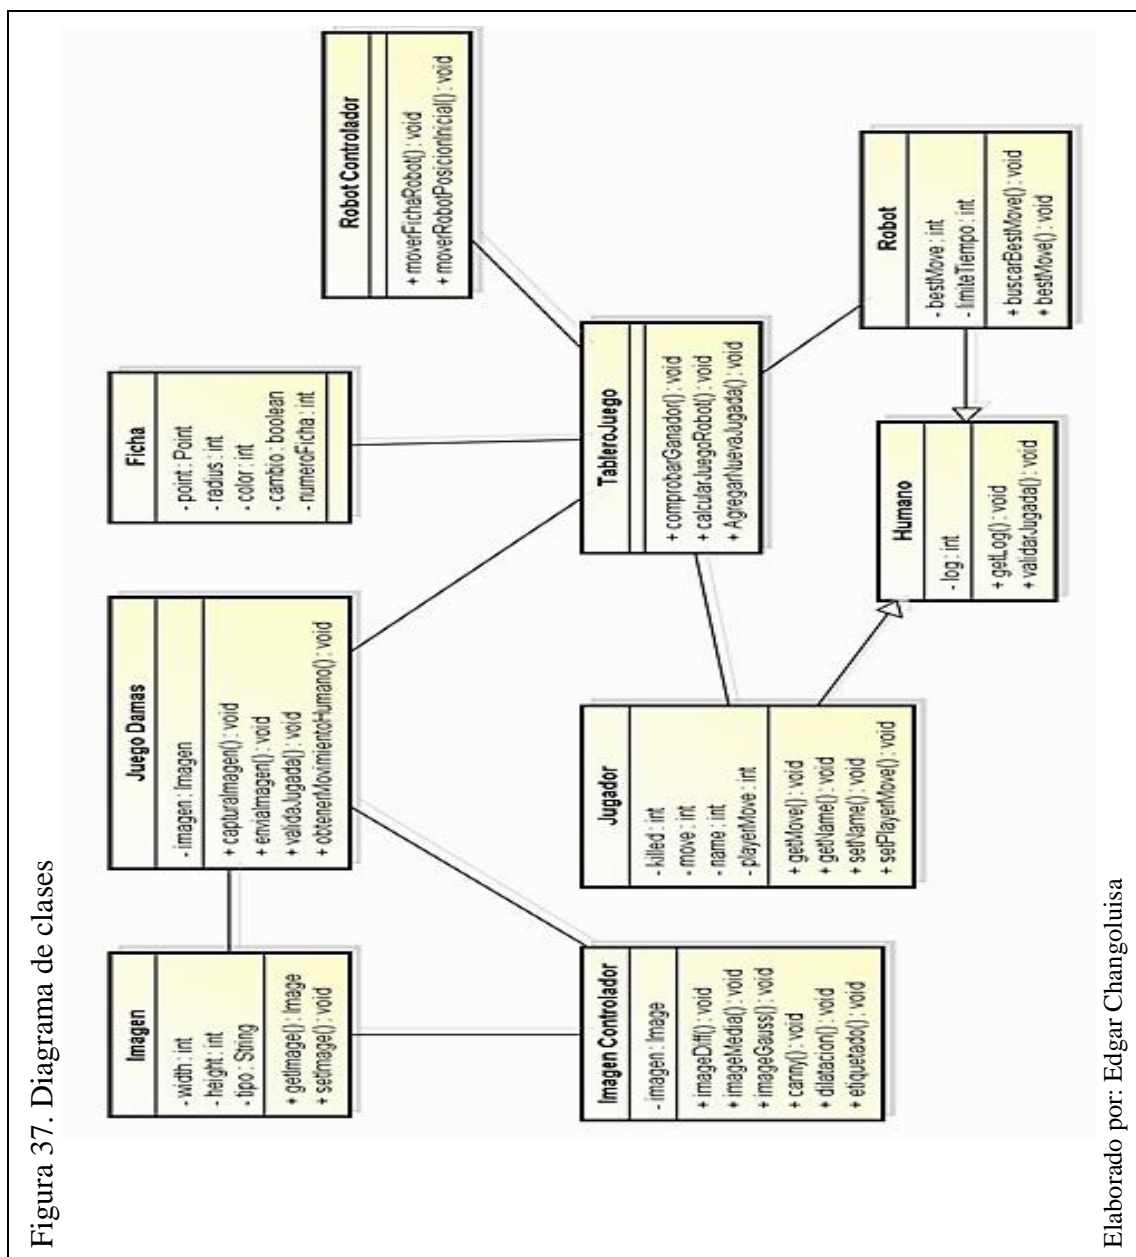 Figura 37. Diagrama de clases
Imagen
- width : int
- height : int
- tipo : String
+ getImage() : Image
+ setImage() : void
Juego Damas
- imagen : Imagen
+ capturaImagen() : void
+ enviaImagen() : void
+ validaJugada() : void
+ obtenerMovimientoHumano() : void
Ficha
- point : Point
- radius : int
- color : int
- cambio : boolean
- numeroFicha : int
Robot Controlador
+ moverFichaRobot() : void
+ moverRobotPosicionInicial() : void
Imagen Controlador
- imagen : Image
+ imageDiff() : void
+ imageMedia() : void
+ imageGauss() : void
+ canny() : void
+ dilatacion() : void
+ etiquetado() : void
Jugador
- killed : int
- move : int
- name : int
- playerMove : int
+ getMove() : void
+ getName() : void
+ setName() : void
+ setPlayerMove() : void
TableroJuego
+ comprobarGanador() : void
+ calcularJuegoRobot() : void
+ AgregarNuevaJugada() : void
Humano
- log : int
+ getLog() : void
+ validarJugada() : void
Robot
- bestMove : int
- limiteTiempo : int
+ buscarBestMove() : void
+ bestMove() : void
Elaborado por: Edgar Changoluisa